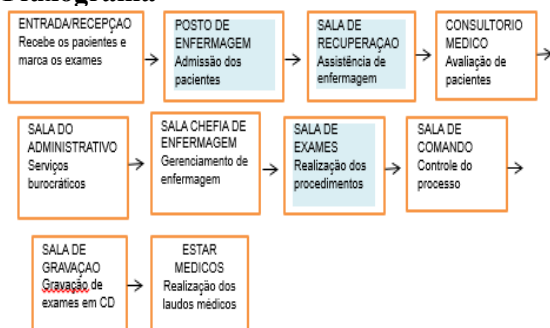 ENTRADA/RECEPÇAO
Recebe os pacientes e
marca os exames
POSTO DE
ENFERMAGEM
Admissão dos
pacientes
SALA DE
RECUPERAÇAO
Assistência de
enfermagem
CONSULTORIO
MEDICO
Avaliação de
pacientes
SALA DO
ADMINISTRATIVO
Serviços
burocráticos
SALA CHEFIA DE
ENFERMAGEM
Gerenciamento de
enfermagem
SALA DE
EXAMES
Realização dos
procedimentos
SALA DE
COMANDO
Controle do
processo
SALA DE
GRAVAÇAO
Gravação de
exames em CD
ESTAR
MEDICOS
Realização dos
laudos médicos